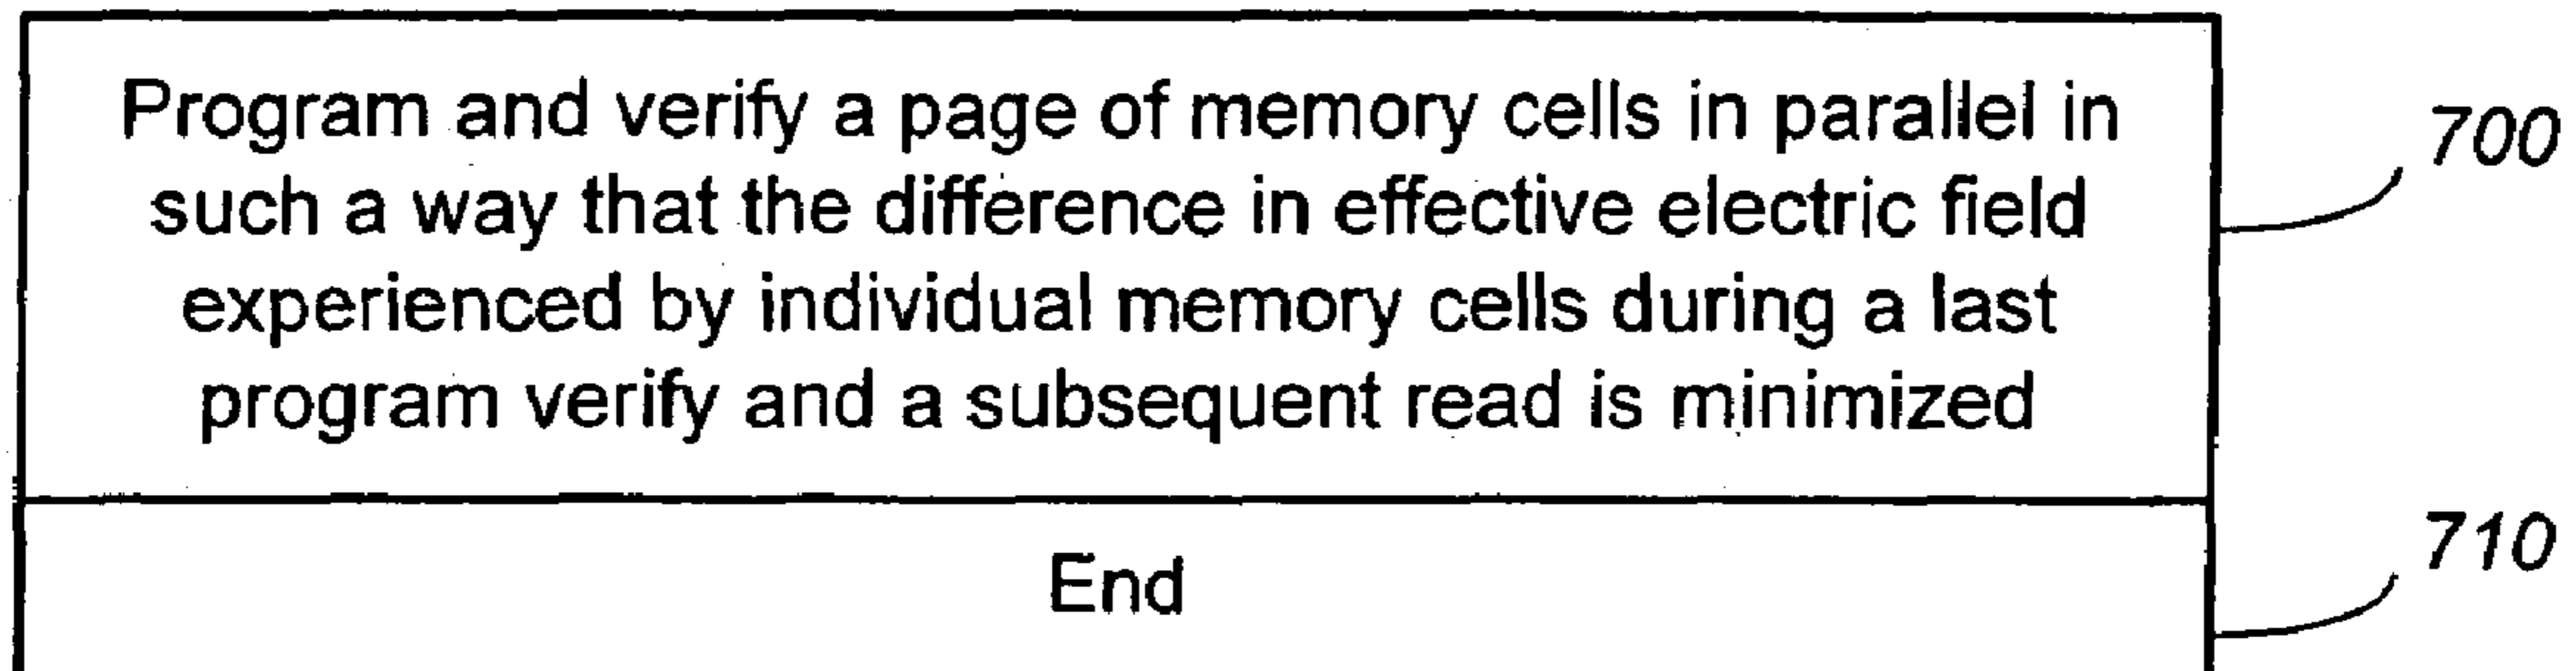 Program and verify a page of memory cells in parallel in
such a way that the difference in effective electric field
experienced by individual memory cells during a last
program verify and a subsequent read is minimized
700
End
710